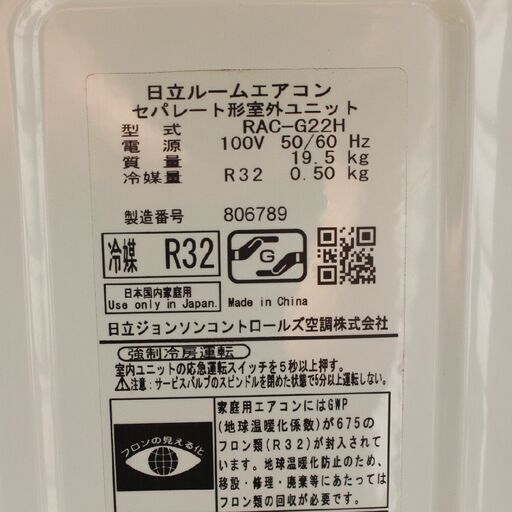 日立ルームエアコン
セパレート形室外ユニット
型 式 RAC-G22H
電 源 100V 50/60 Hz
質 量 19.5 kg
冷媒量 R32 0.50 kg
製造番号 806789
冷媒 R32
G
日本国内家庭用
Use only in Japan.
Made in China
日立ジョンソンコントロールズ空調株式会社
強制冷房運転
室内ユニットの応急運転スイッチを5秒以上押す。
⚠注意:サービスバルブのスピンドルを閉めた状態で5分以上運転しない。
フロンの見える化
家庭用エアコンにはGWP
(地球温暖化係数)が675の
フロン類(R32)が封入されて
います。地球温暖化防止のため、
移設・修理・廃棄等にあたっては
フロン類の回収が必要です。